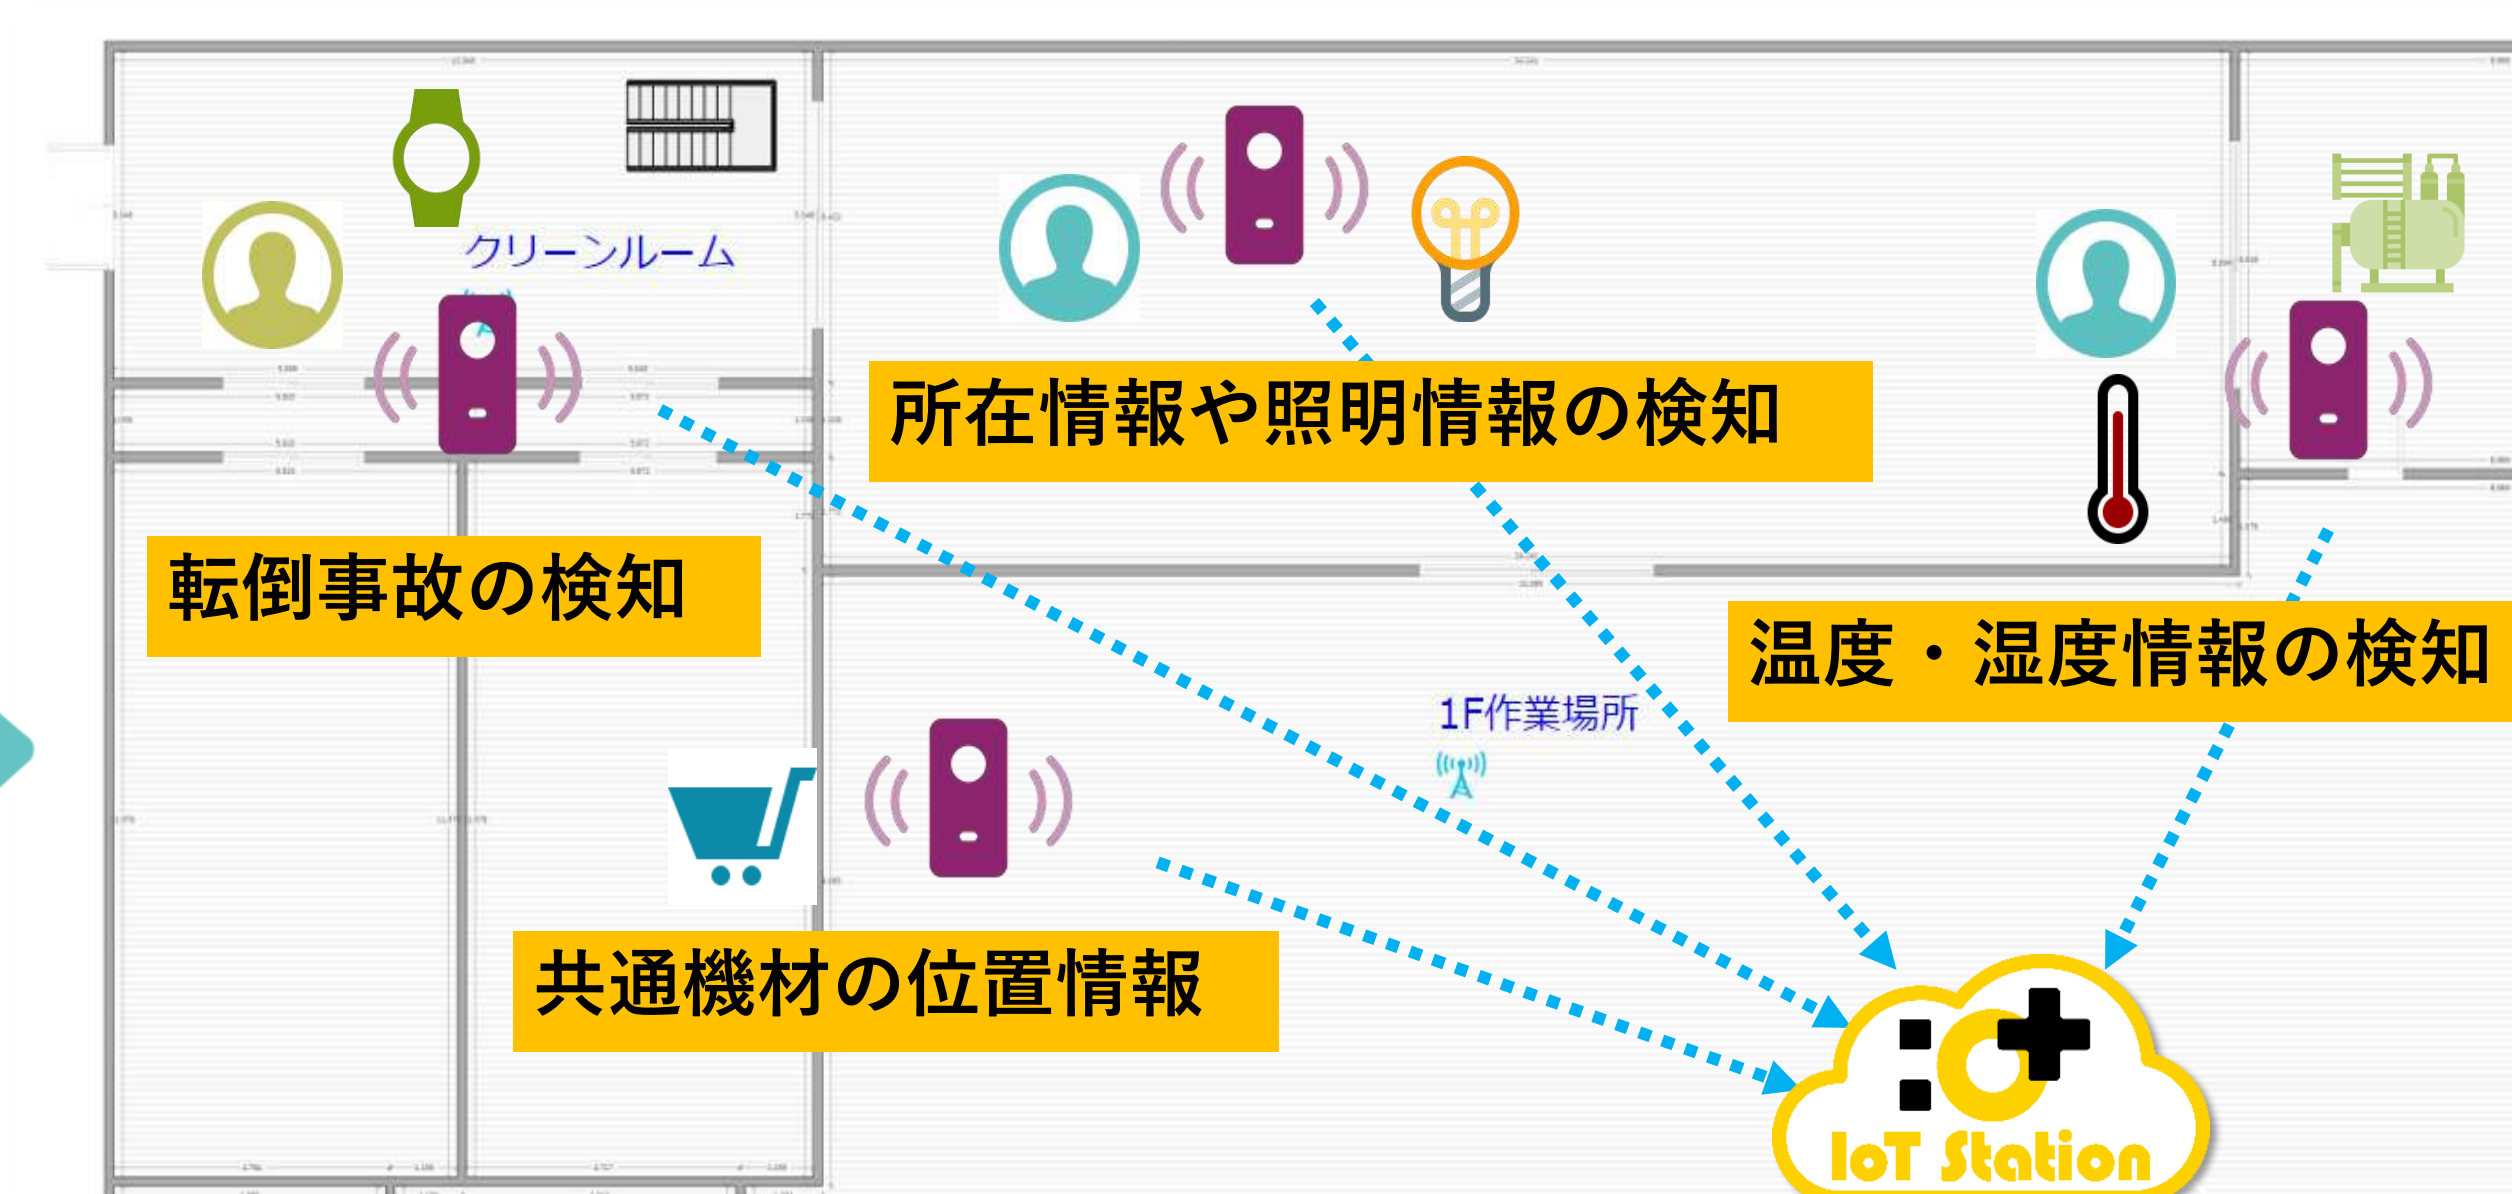 クリーンルーム
所在情報や照明情報の検知
転倒事故の検知
温度・湿度情報の検知
1F作業場所
共通機材の位置情報
IoT Station